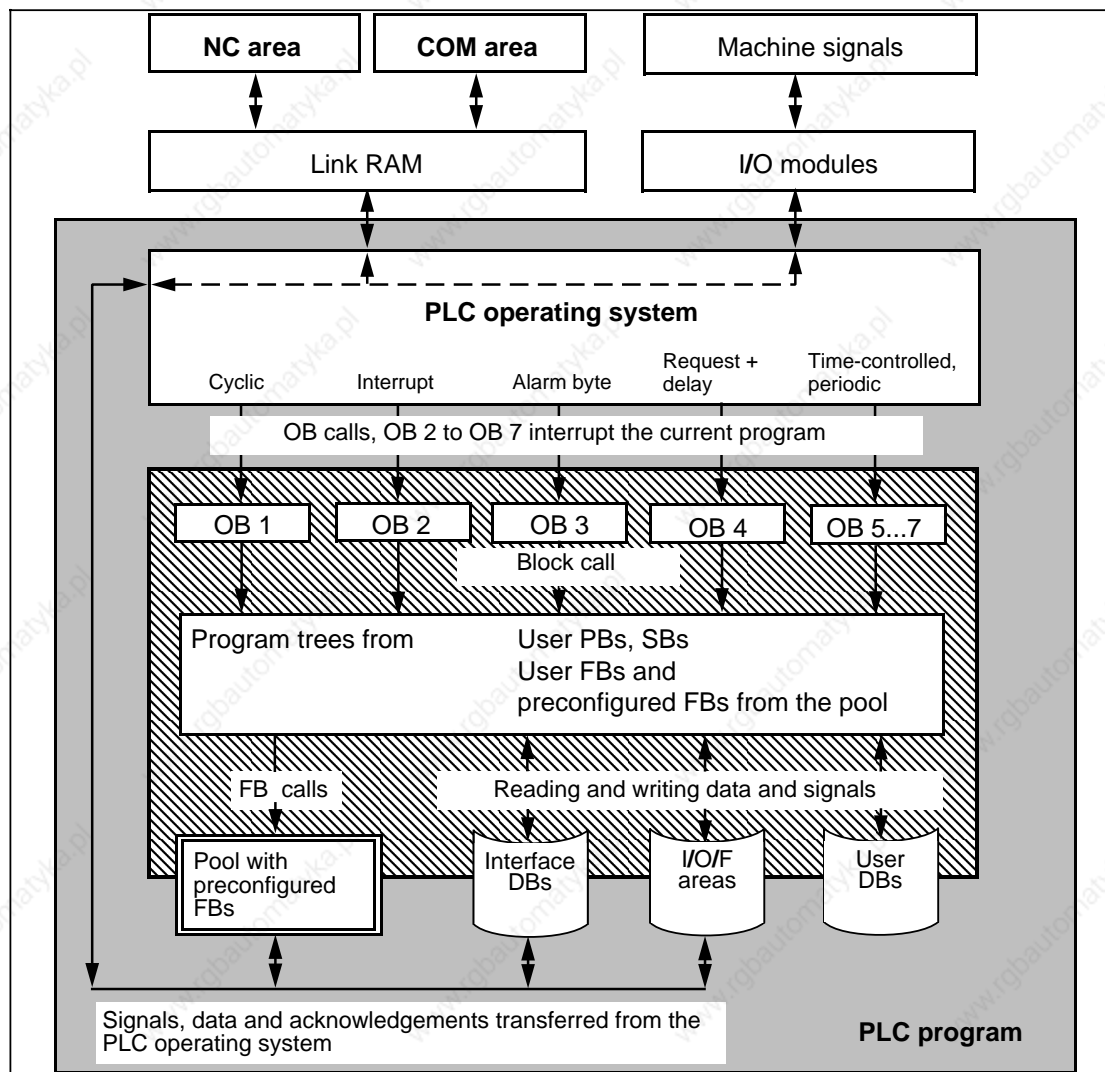 NC area
COM area
Machine signals
Link RAM
I/O modules
PLC operating system
Cyclic
Interrupt
Alarm byte
Request +
delay
Time-controlled,
periodic
OB calls, OB 2 to OB 7 interrupt the current program
OB 1
OB 2
OB 3
OB 4
OB 5...7
Block call
Program trees from
User PBs, SBs
User FBs and
preconfigured FBs from the pool
FB calls
Reading and writing data and signals
Pool with
preconfigured
FBs
Interface
DBs
I/O/F
areas
User
DBs
Signals, data and acknowledgements transferred from the
PLC operating system
PLC program
www.rgbautomatyka.pl